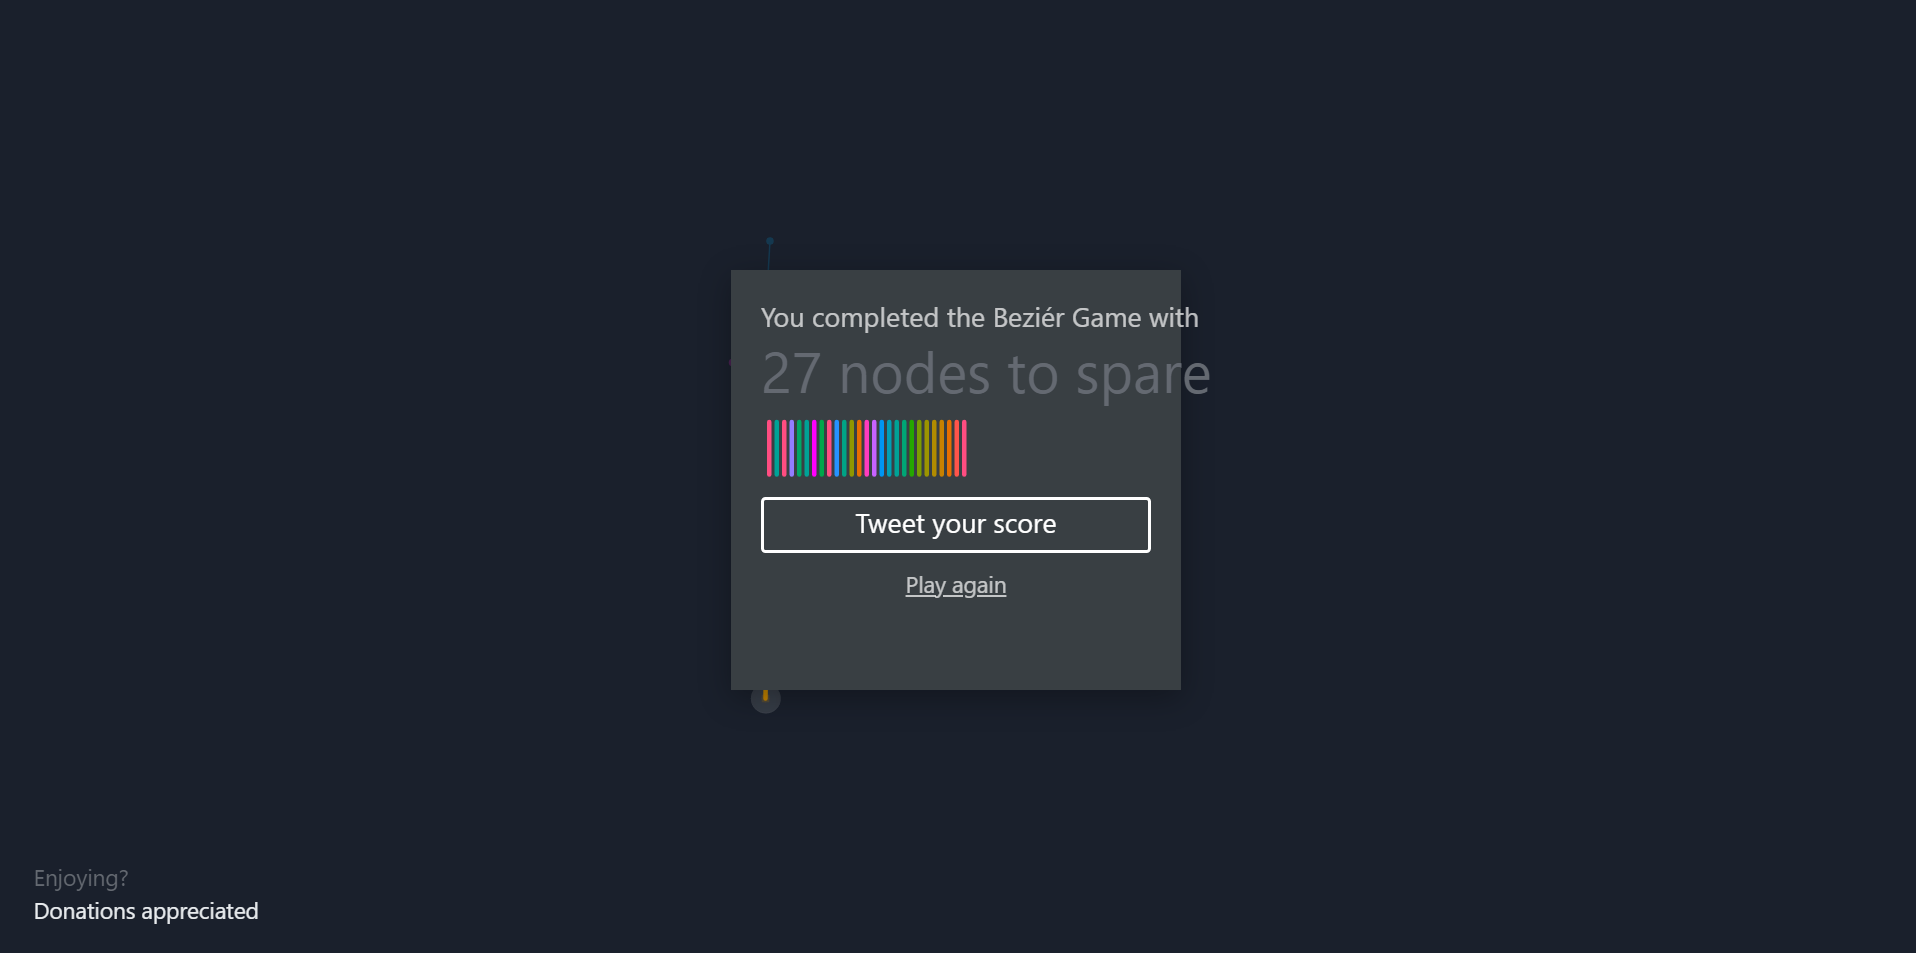 You completed the Beziér Game with
27 nodes to spare
Tweet your score
Play again
Enjoying?
Donations appreciated